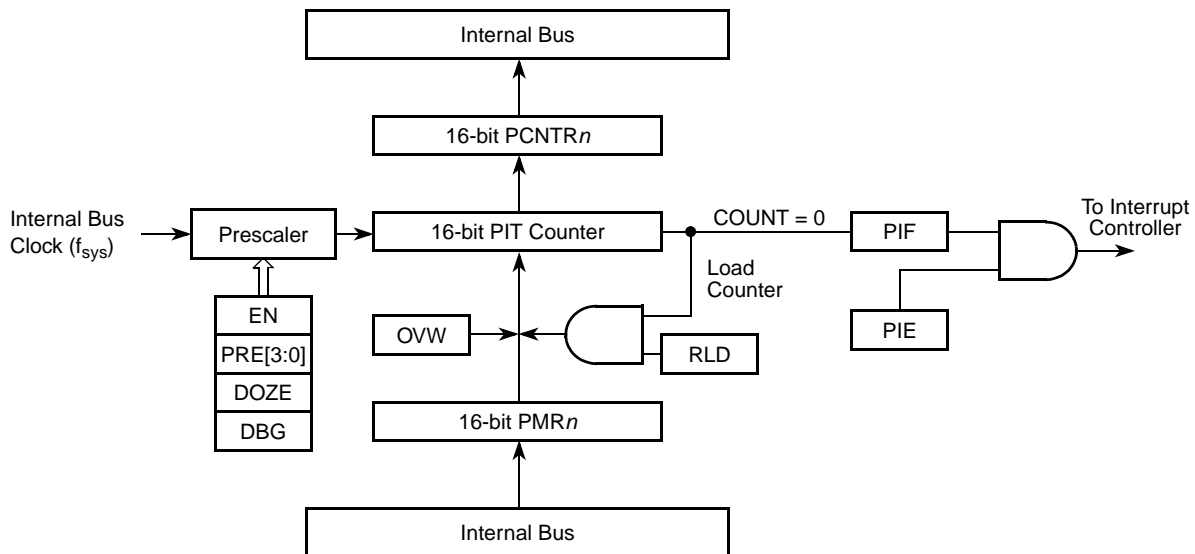 Internal Bus
16-bit PCNTRn
Internal Bus
Clock (fsys)
Prescaler
16-bit PIT Counter
COUNT = 0
PIF
To Interrupt
Controller
Load
Counter
EN
PRE[3:0]
DOZE
DBG
OVW
RLD
PIE
16-bit PMRn
Internal Bus